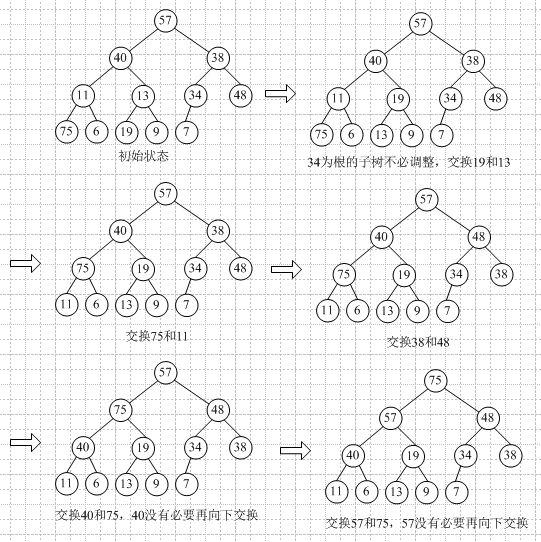 57
57
40 38
40 38
11 13 34 48
11 19 34 48
75 6 19 9 7
75 6 13 9 7
初始状态
34为根的子树不必调整，交换19和13
57
57
40 38
40 48
75 19 34 48
75 19 34 38
11 6 13 9 7
11 6 13 9 7
交换75和11
交换38和48
57
75
75 48
57 48
40 19 34 38
40 19 34 38
11 6 13 9 7
11 6 13 9 7
交换40和75，40没有必要再向下交换
交换57和75，57没有必要再向下交换